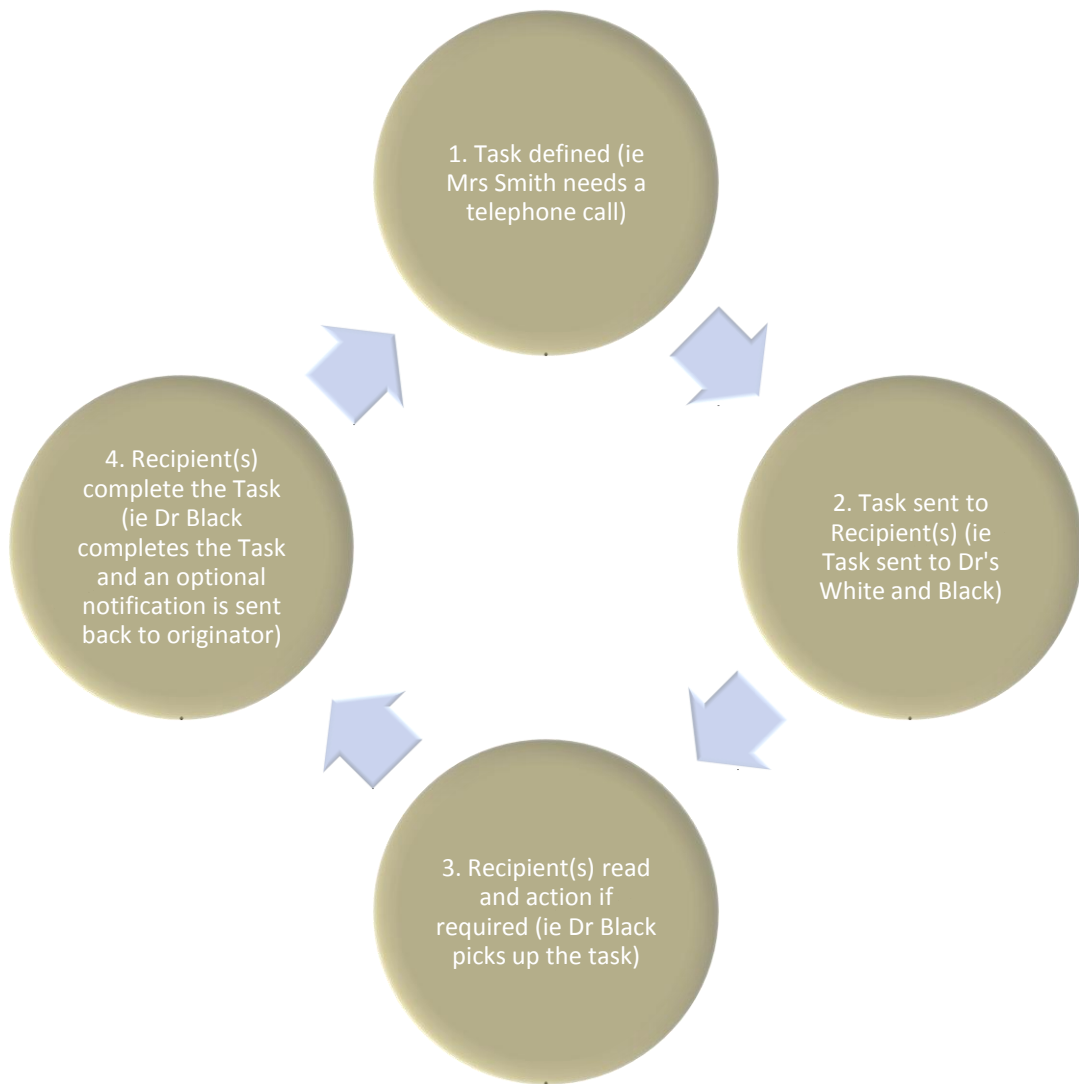 1. Task defined (ie
Mrs Smith needs a
telephone call)
2. Task sent to
Recipient(s) (ie
Task sent to Dr's
White and Black)
3. Recipient(s) read
and action if
required (ie Dr Black
picks up the task)
4. Recipient(s)
complete the Task
(ie Dr Black
completes the Task
and an optional
notification is sent
back to originator)